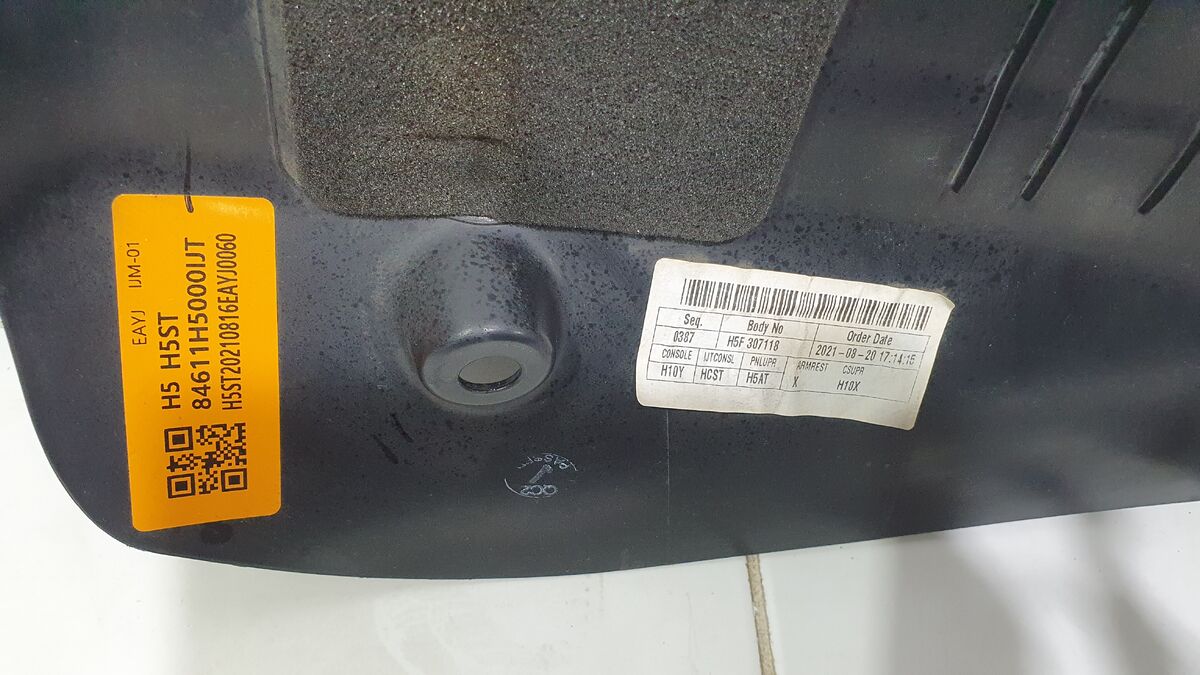 EAYJ IJM-01
H5 H5ST
84611H5000IJT
H5ST20210816EAYJ0060
Seq. Body No Order Date
0387 H5F 307118 2021-08-20 17:14:15
CONSOLE IJTCONSL PNLUPR ARMREST CSUPR
H10Y HCST H5AT X H10X
QC2